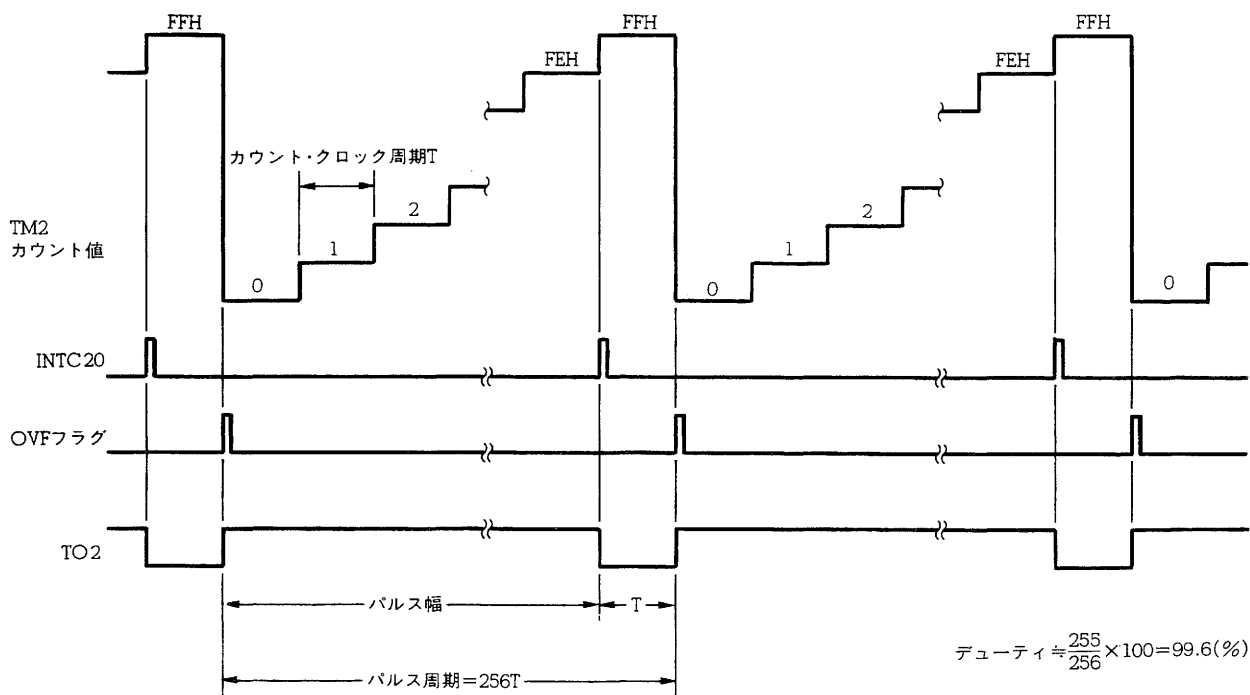 FFH
FFH
FFH
FEH
FEH
カウント・クロック周期T
2
2
TM2
カウント値
1
1
0
0
0
INTC20
OVFフラグ
TO2
パルス幅
T
デューティ≒255/256×100=99.6(%)
パルス周期=256T